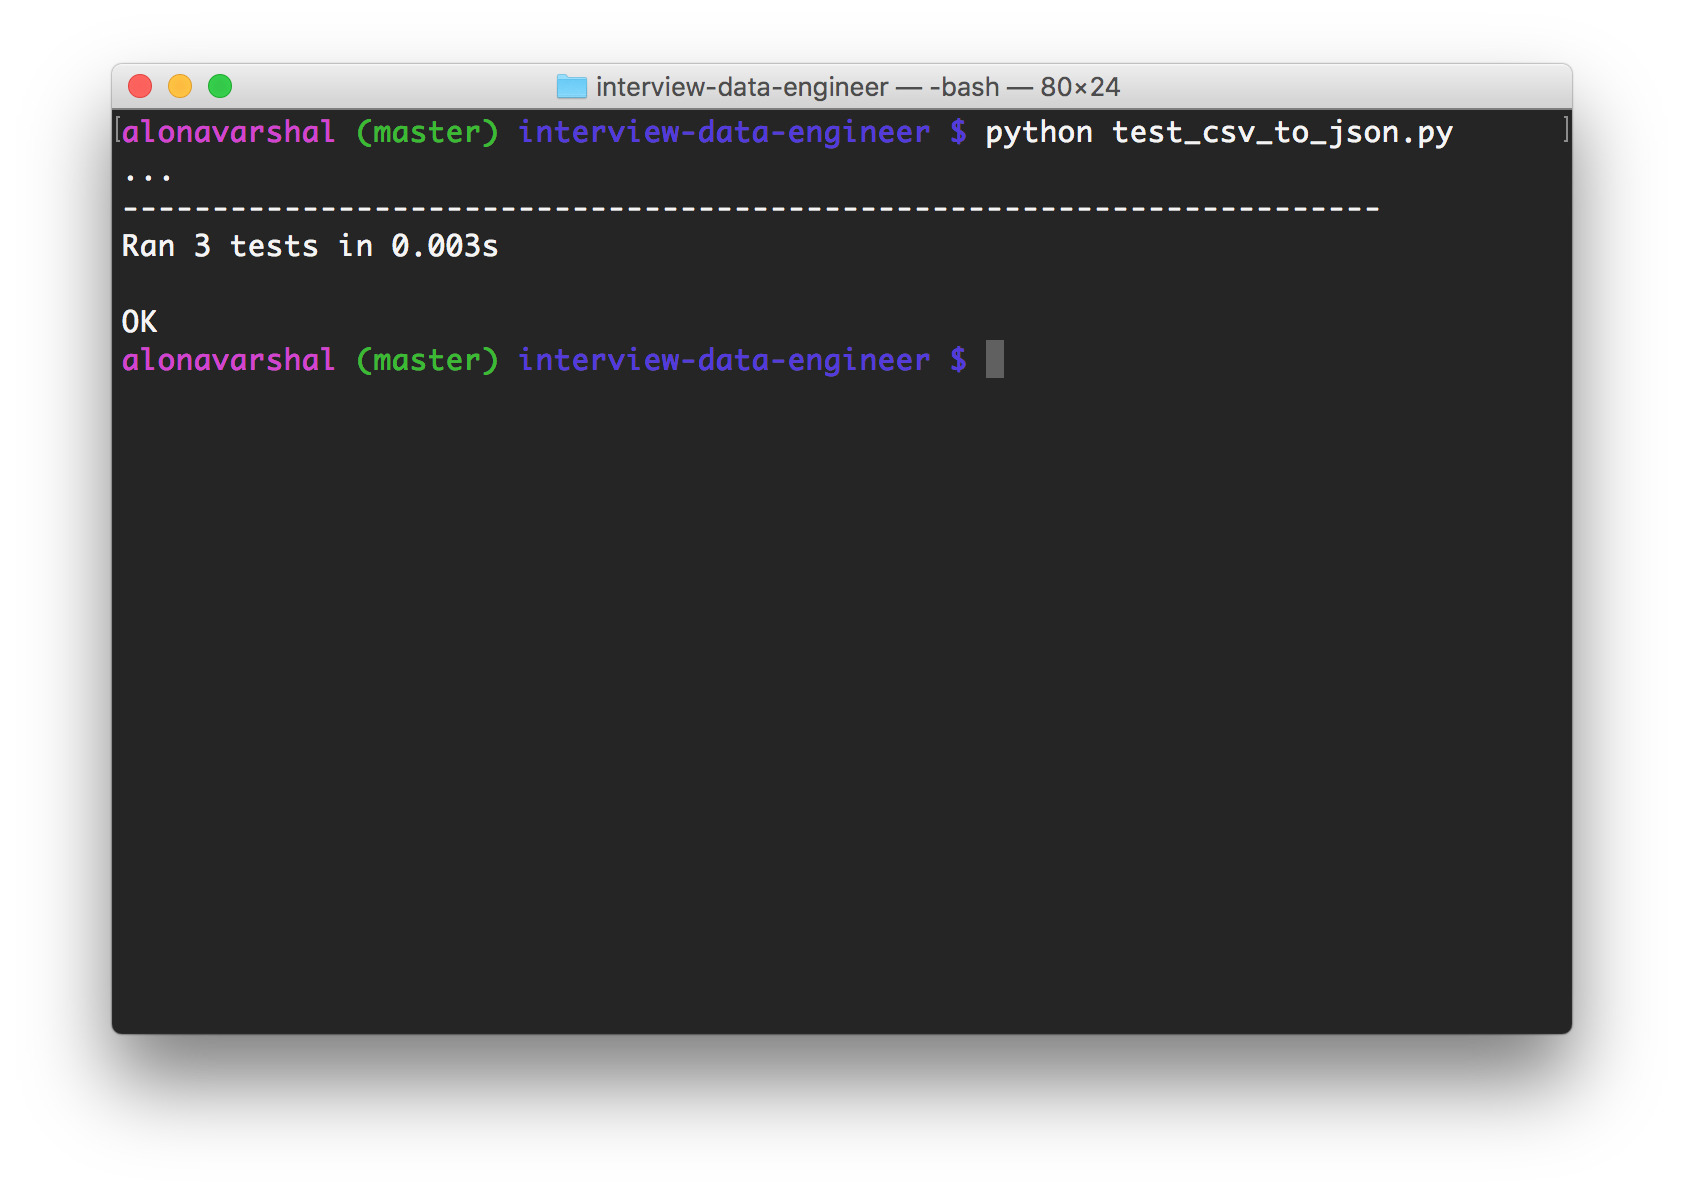 interview-data-engineer — -bash — 80×24
[alonavarshal (master) interview-data-engineer $ python test_csv_to_json.py ]
...
----------------------------------------------------------------------
Ran 3 tests in 0.003s
OK
alonavarshal (master) interview-data-engineer $